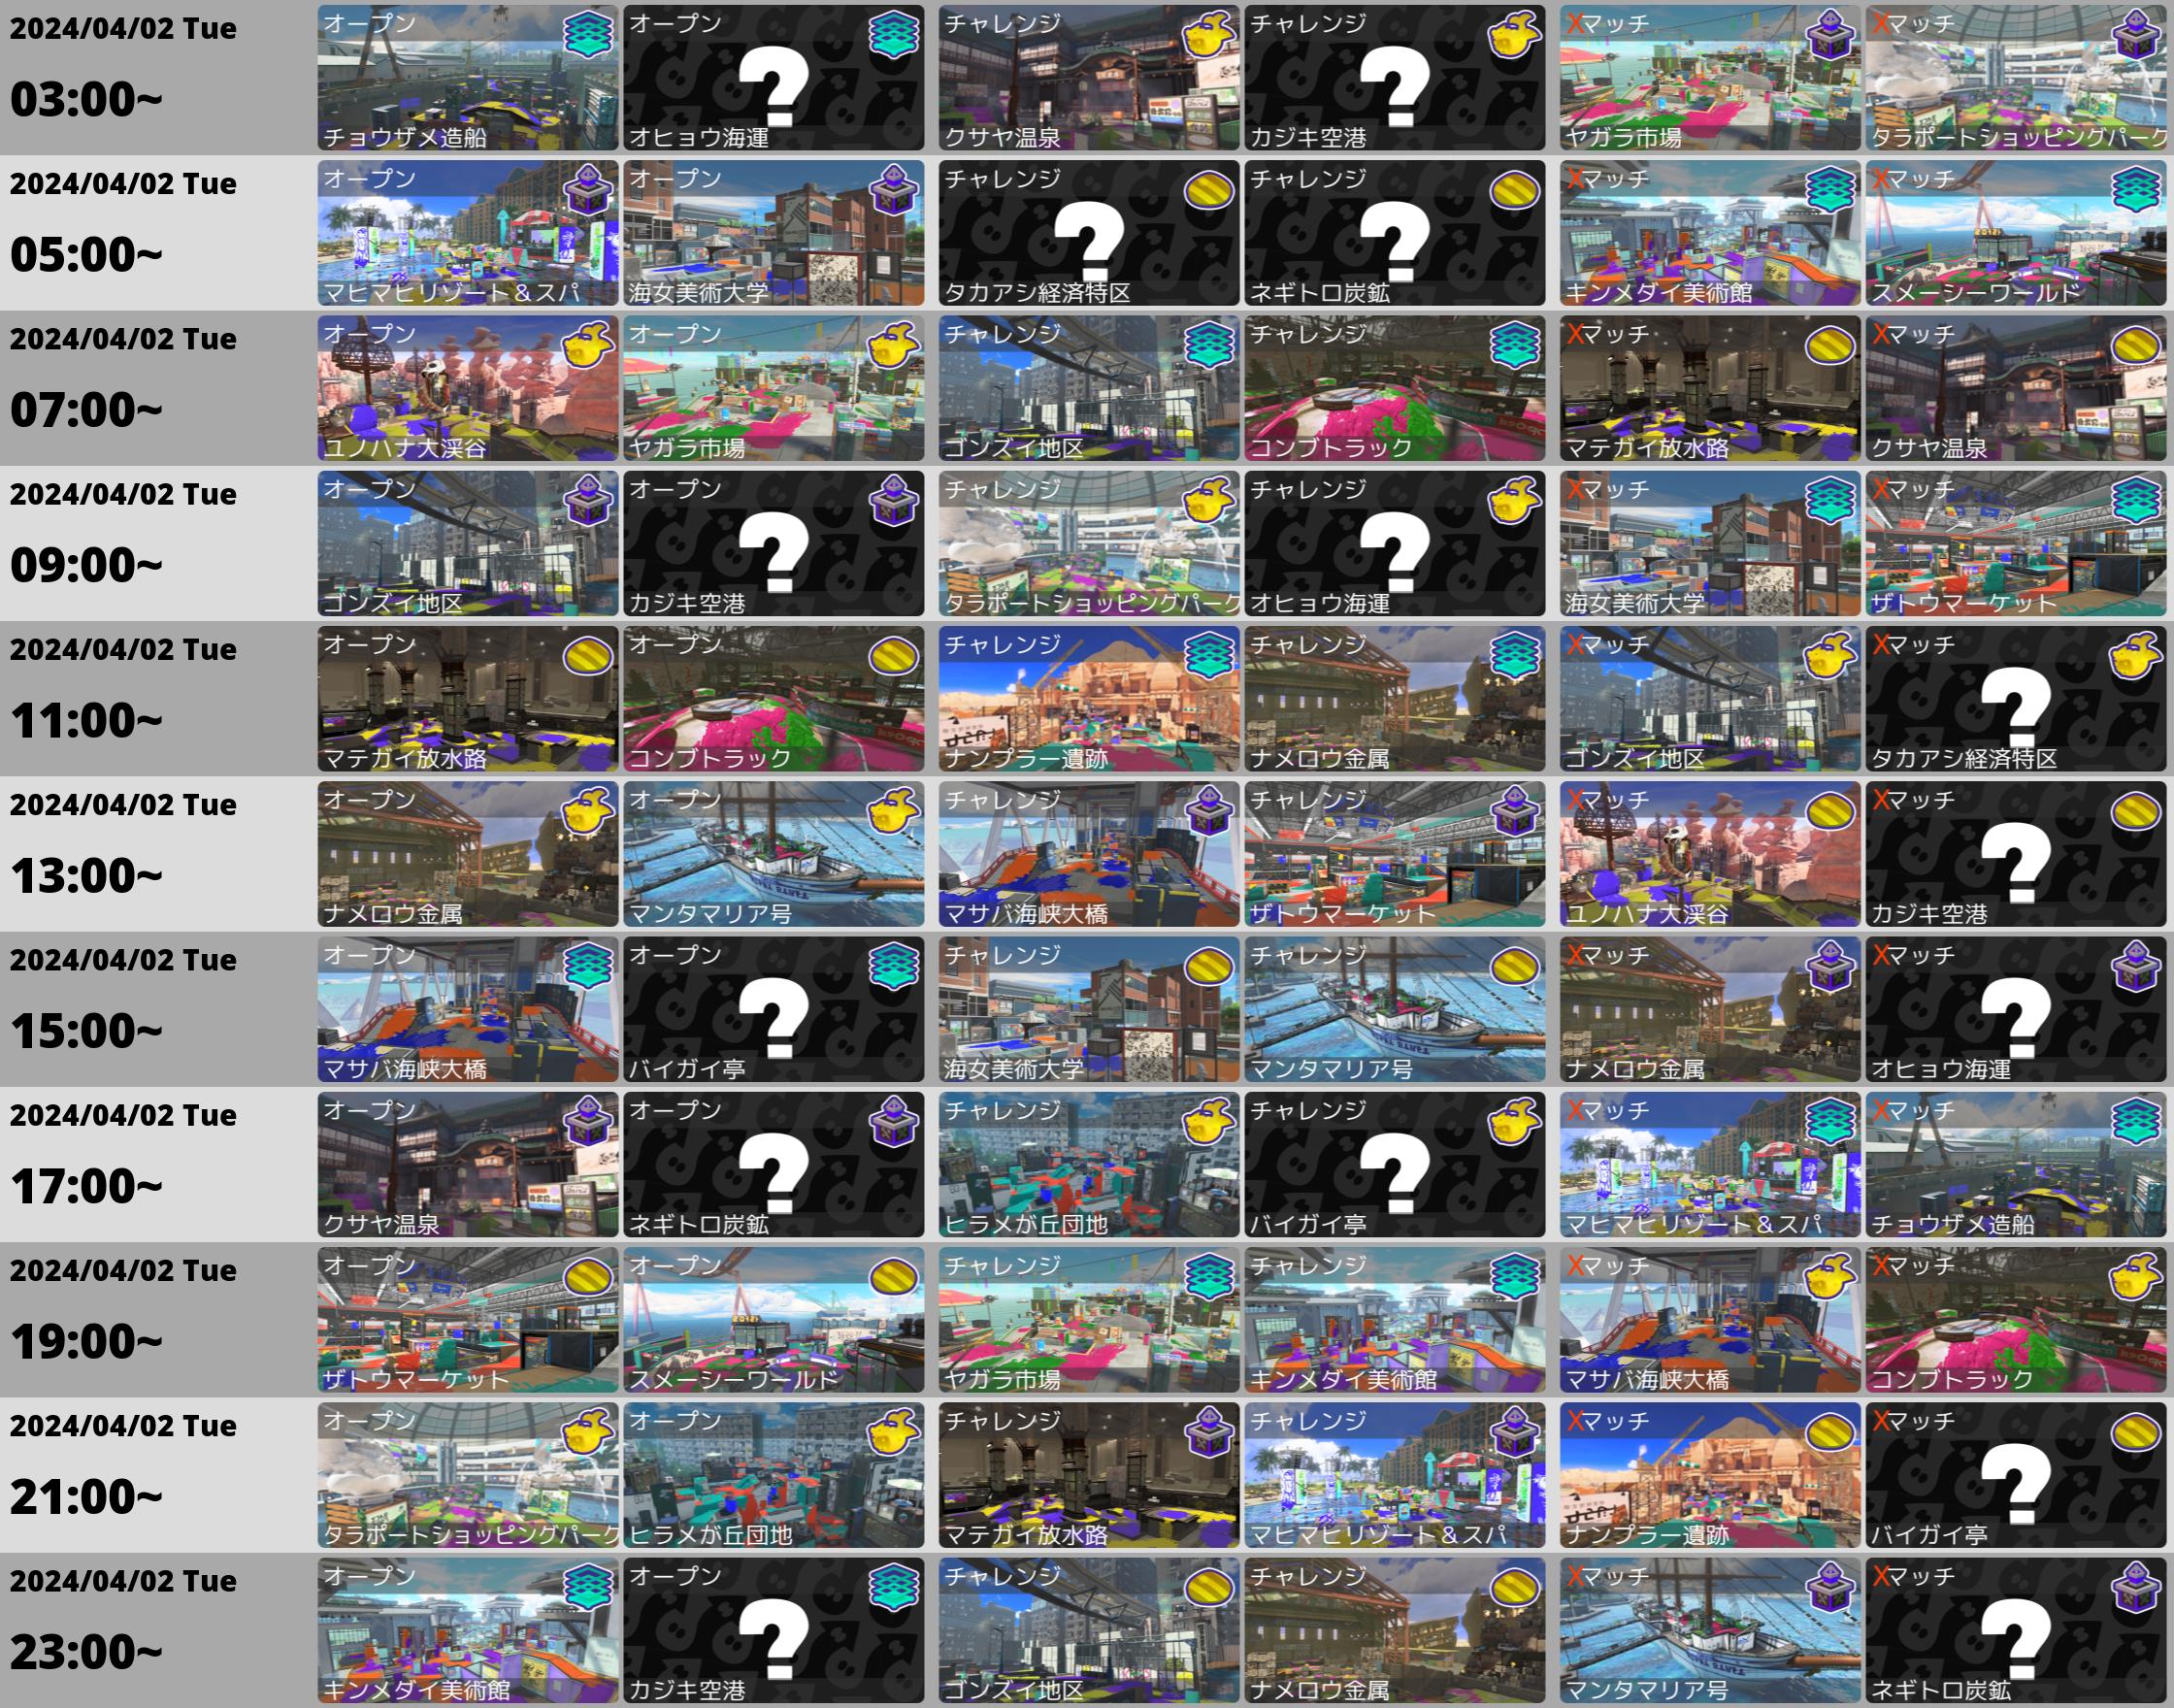 2024/04/02 Tue
03:00~
オープン
チョウザメ造船
オープン
オヒョウ海運
チャレンジ
クサヤ温泉
チャレンジ
カジキ空港
Xマッチ
ヤガラ市場
Xマッチ
タラポートショッピングパーク
2024/04/02 Tue
05:00~
オープン
マヒマヒリゾート＆スパ
オープン
海女美術大学
チャレンジ
タカアシ経済特区
チャレンジ
ネギトロ炭鉱
Xマッチ
キンメダイ美術館
Xマッチ
スメーシーワールド
2024/04/02 Tue
07:00~
オープン
ユノハナ大渓谷
オープン
ヤガラ市場
チャレンジ
ゴンズイ地区
チャレンジ
コンブトラック
Xマッチ
マテガイ放水路
Xマッチ
クサヤ温泉
2024/04/02 Tue
09:00~
オープン
ゴンズイ地区
オープン
カジキ空港
チャレンジ
タラポートショッピングパーク
チャレンジ
オヒョウ海運
Xマッチ
海女美術大学
Xマッチ
ザトウマーケット
2024/04/02 Tue
11:00~
オープン
マテガイ放水路
オープン
コンブトラック
チャレンジ
ナンプラー遺跡
チャレンジ
ナメロウ金属
Xマッチ
ゴンズイ地区
Xマッチ
タカアシ経済特区
2024/04/02 Tue
13:00~
オープン
ナメロウ金属
オープン
マンタマリア号
チャレンジ
マサバ海峡大橋
チャレンジ
ザトウマーケット
Xマッチ
ユノハナ大渓谷
Xマッチ
カジキ空港
2024/04/02 Tue
15:00~
オープン
マサバ海峡大橋
オープン
バイガイ亭
チャレンジ
海女美術大学
チャレンジ
マンタマリア号
Xマッチ
ナメロウ金属
Xマッチ
オヒョウ海運
2024/04/02 Tue
17:00~
オープン
クサヤ温泉
オープン
ネギトロ炭鉱
チャレンジ
ヒラメが丘団地
チャレンジ
バイガイ亭
Xマッチ
マヒマヒリゾート＆スパ
Xマッチ
チョウザメ造船
2024/04/02 Tue
19:00~
オープン
ザトウマーケット
オープン
スメーシーワールド
チャレンジ
ヤガラ市場
チャレンジ
キンメダイ美術館
Xマッチ
マサバ海峡大橋
Xマッチ
コンブトラック
2024/04/02 Tue
21:00~
オープン
タラポートショッピングパーク
オープン
ヒラメが丘団地
チャレンジ
マテガイ放水路
チャレンジ
マヒマヒリゾート＆スパ
Xマッチ
ナンプラー遺跡
Xマッチ
バイガイ亭
2024/04/02 Tue
23:00~
オープン
キンメダイ美術館
オープン
カジキ空港
チャレンジ
ゴンズイ地区
チャレンジ
ナメロウ金属
Xマッチ
マンタマリア号
Xマッチ
ネギトロ炭鉱